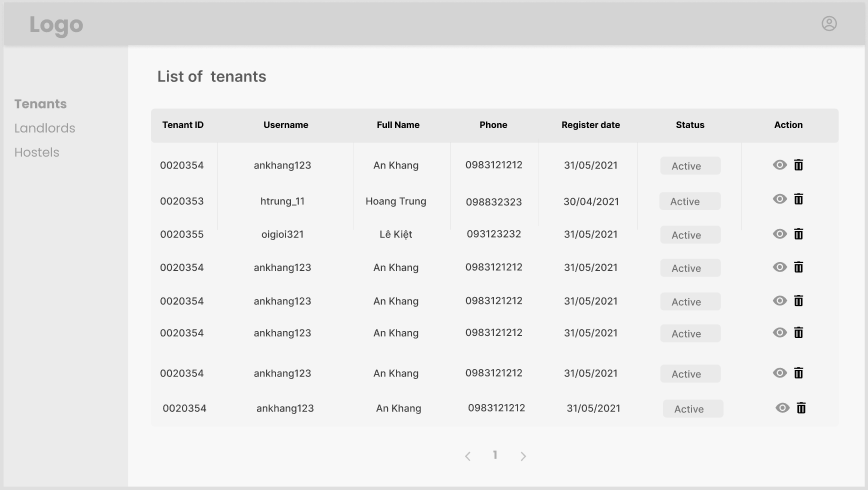 Logo
List of tenants
Tenants
Landlords
Hostels
Tenant ID Username Full Name Phone Register date Status Action
0020354 ankhang123 An Khang 0983121212 31/05/2021 Active
0020353 htrung_11 Hoang Trung 098832323 30/04/2021 Active
0020355 oigioi321 Lê Kiệt 093123232 31/05/2021 Active
0020354 ankhang123 An Khang 0983121212 31/05/2021 Active
0020354 ankhang123 An Khang 0983121212 31/05/2021 Active
0020354 ankhang123 An Khang 0983121212 31/05/2021 Active
0020354 ankhang123 An Khang 0983121212 31/05/2021 Active
0020354 ankhang123 An Khang 0983121212 31/05/2021 Active
1